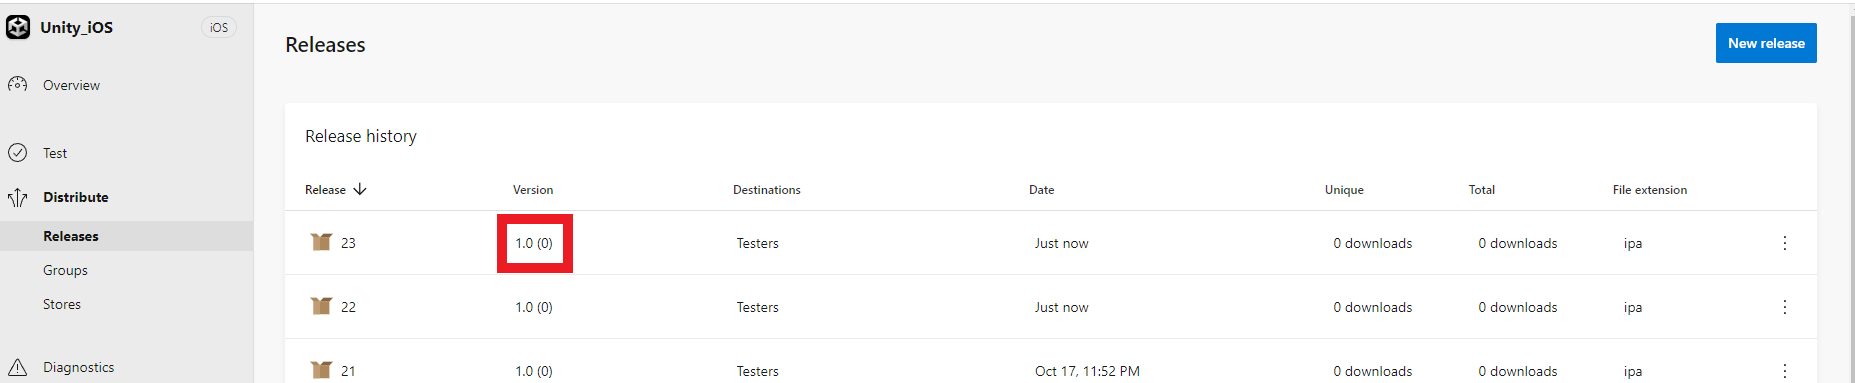 Unity_iOS iOS
Overview
Test
Distribute
Releases
Groups
Stores
Diagnostics
Releases
New release
Release history
Release Version Destinations Date Unique Total File extension
23 1.0 (0) Testers Just now 0 downloads 0 downloads ipa
22 1.0 (0) Testers Just now 0 downloads 0 downloads ipa
21 1.0 (0) Testers Oct 17, 11:52 PM 0 downloads 0 downloads ipa